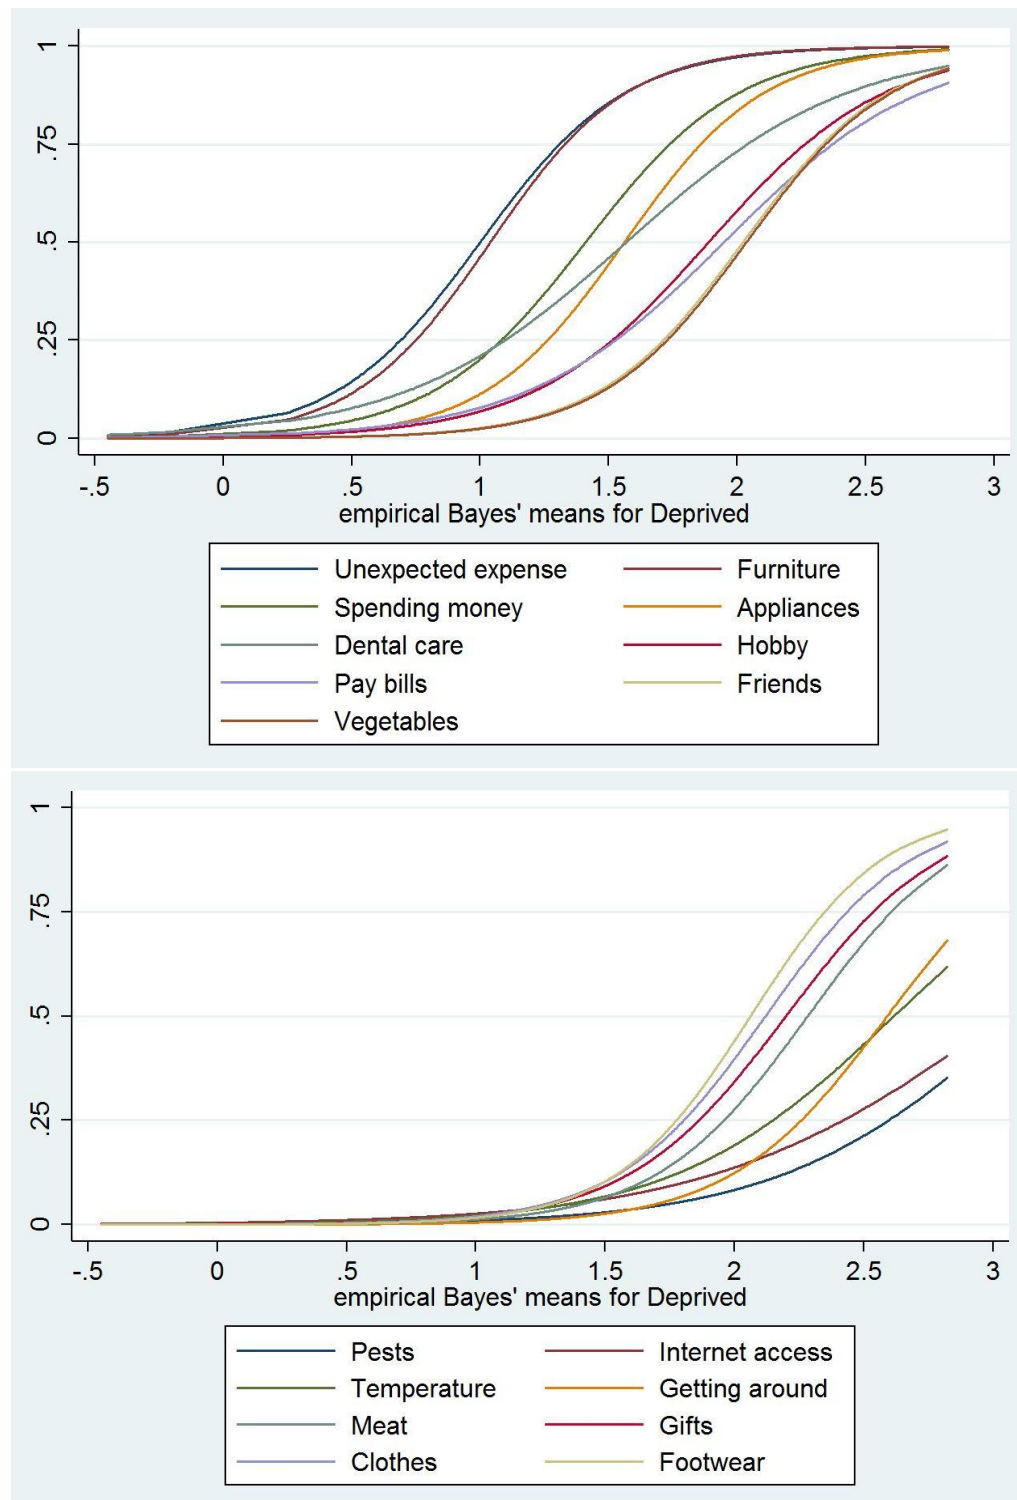 1
.75
.5
.25
0
-.5 0 .5 1 1.5 2 2.5 3
empirical Bayes' means for Deprived
Unexpected expense Furniture
Spending money Appliances
Dental care Hobby
Pay bills Friends
Vegetables
1
.75
.5
.25
0
-.5 0 .5 1 1.5 2 2.5 3
empirical Bayes' means for Deprived
Pests Internet access
Temperature Getting around
Meat Gifts
Clothes Footwear